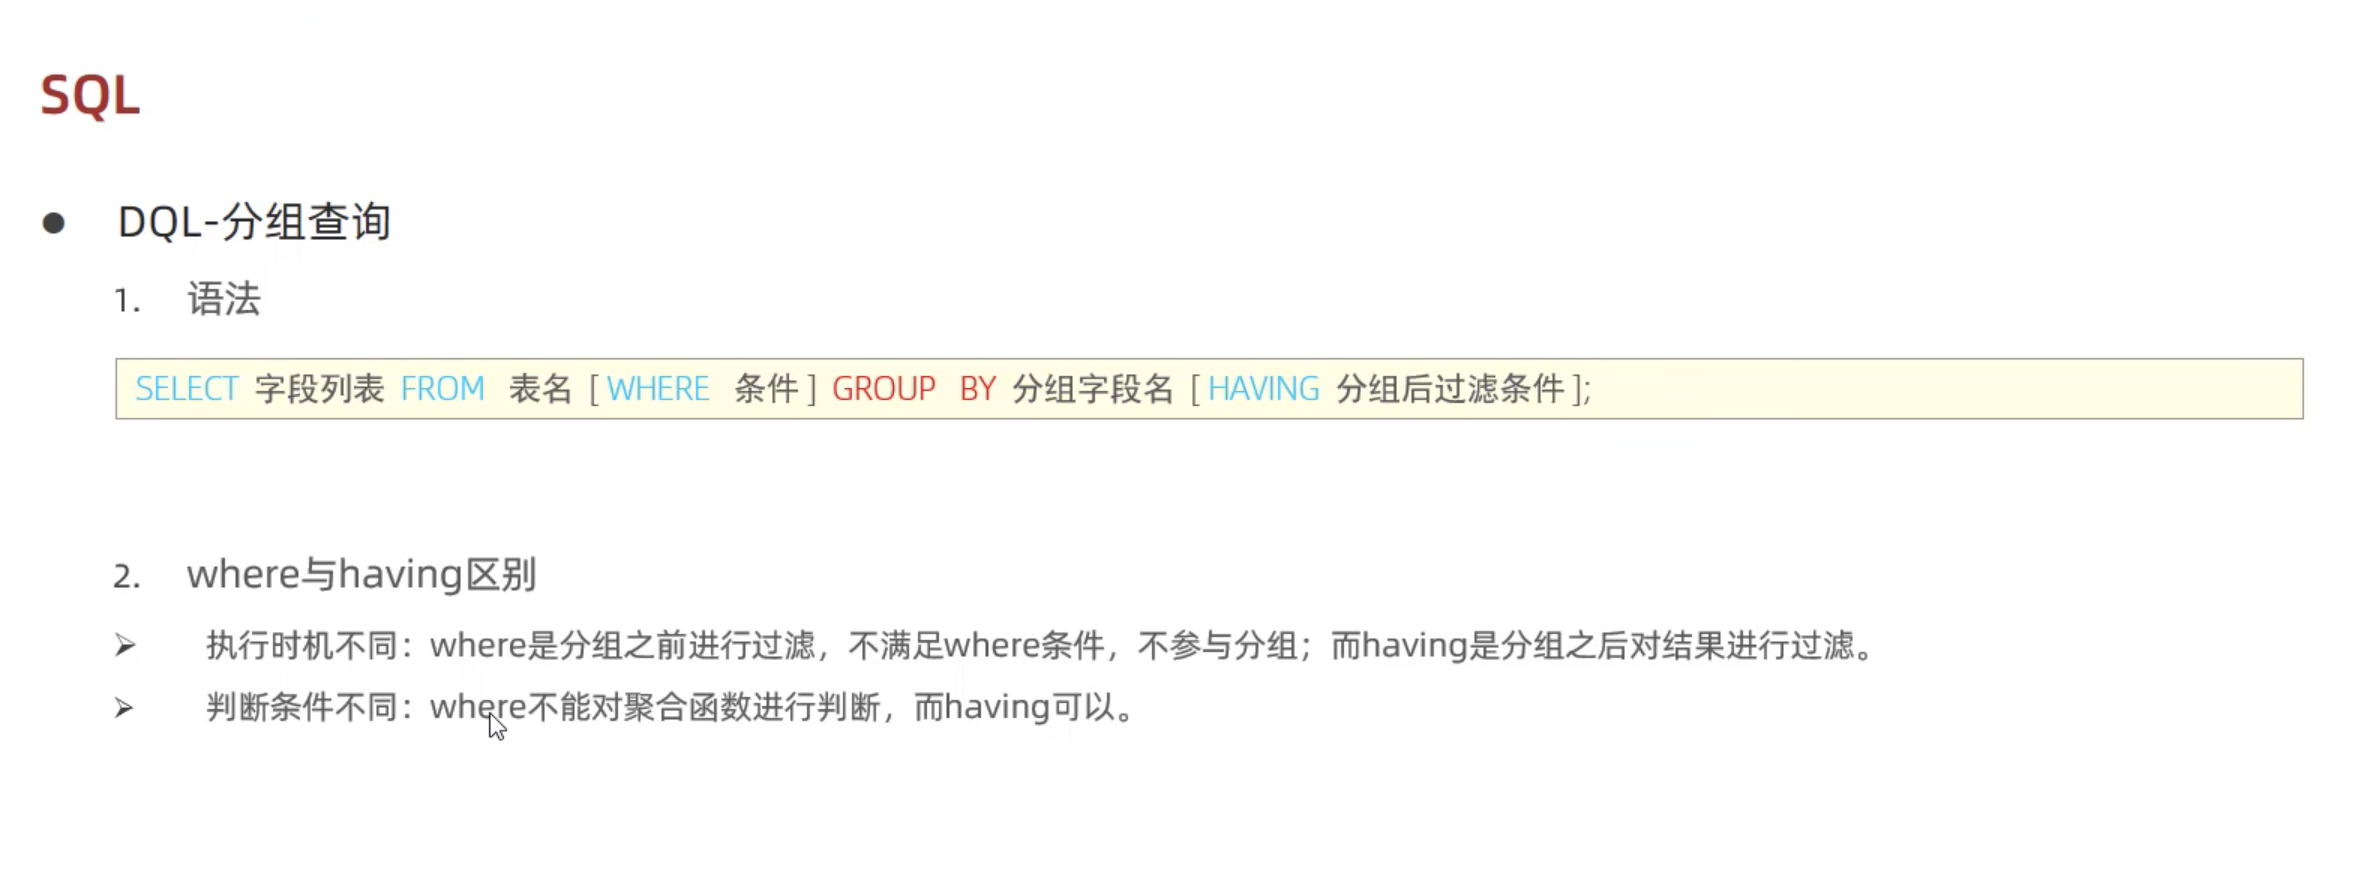 SQL
● DQL-分组查询
1. 语法
SELECT 字段列表 FROM 表名 [ WHERE 条件 ] GROUP BY 分组字段名 [ HAVING 分组后过滤条件 ];
2. where与having区别
➢ 执行时机不同：where是分组之前进行过滤，不满足where条件，不参与分组；而having是分组之后对结果进行过滤。
➢ 判断条件不同：where不能对聚合函数进行判断，而having可以。